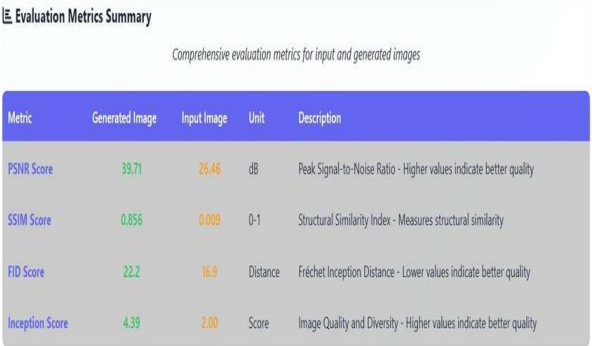 Evaluation Metrics Summary
Comprehensive evaluation metrics for input and generated images
Metric Generated Image Input Image Unit Description
PSNR Score 39.71 26.46 dB Peak Signal-to-Noise Ratio - Higher values indicate better quality
SSIM Score 0.856 0.009 0-1 Structural Similarity Index - Measures structural similarity
FID Score 22.2 16.9 Distance Fréchet Inception Distance - Lower values indicate better quality
Inception Score 4.39 2.00 Score Image Quality and Diversity - Higher values indicate better quality